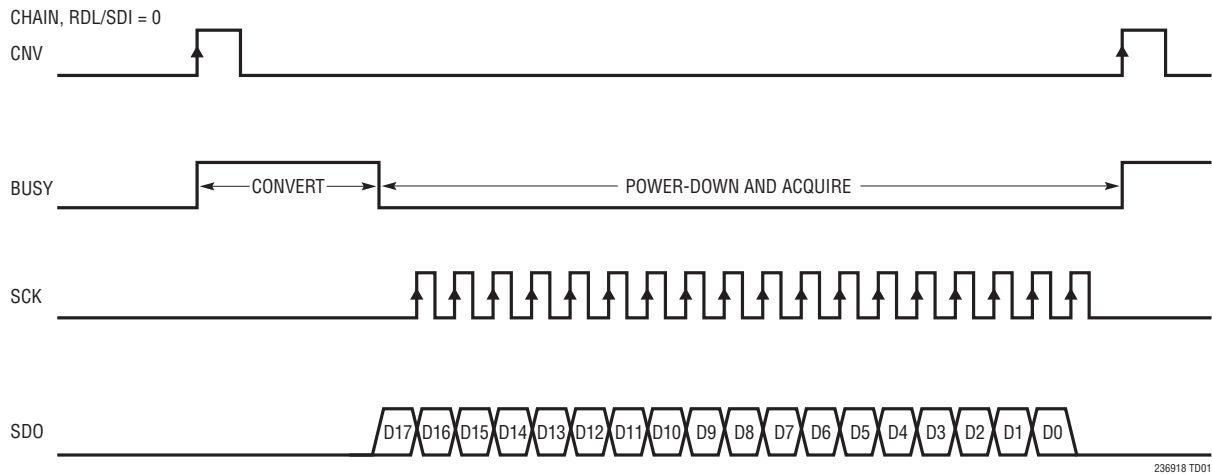 CHAIN, RDL/SDI = 0
CNV
BUSY
CONVERT
POWER-DOWN AND ACQUIRE
SCK
SDO
D17 D16 D15 D14 D13 D12 D11 D10 D9 D8 D7 D6 D5 D4 D3 D2 D1 D0
236918 TD01